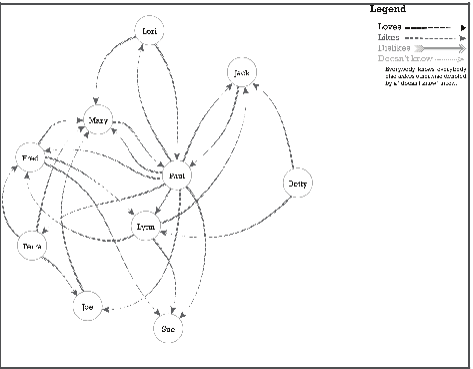 Legend
Loves
Likes
Dislikes
Doesn't know
Everybody knows everybody
else unless otherwise denoted
by a "doesn't know" arrow.
Lori
Jack
Mary
Fred
Paul
Betty
Lynn
Joe
Sue